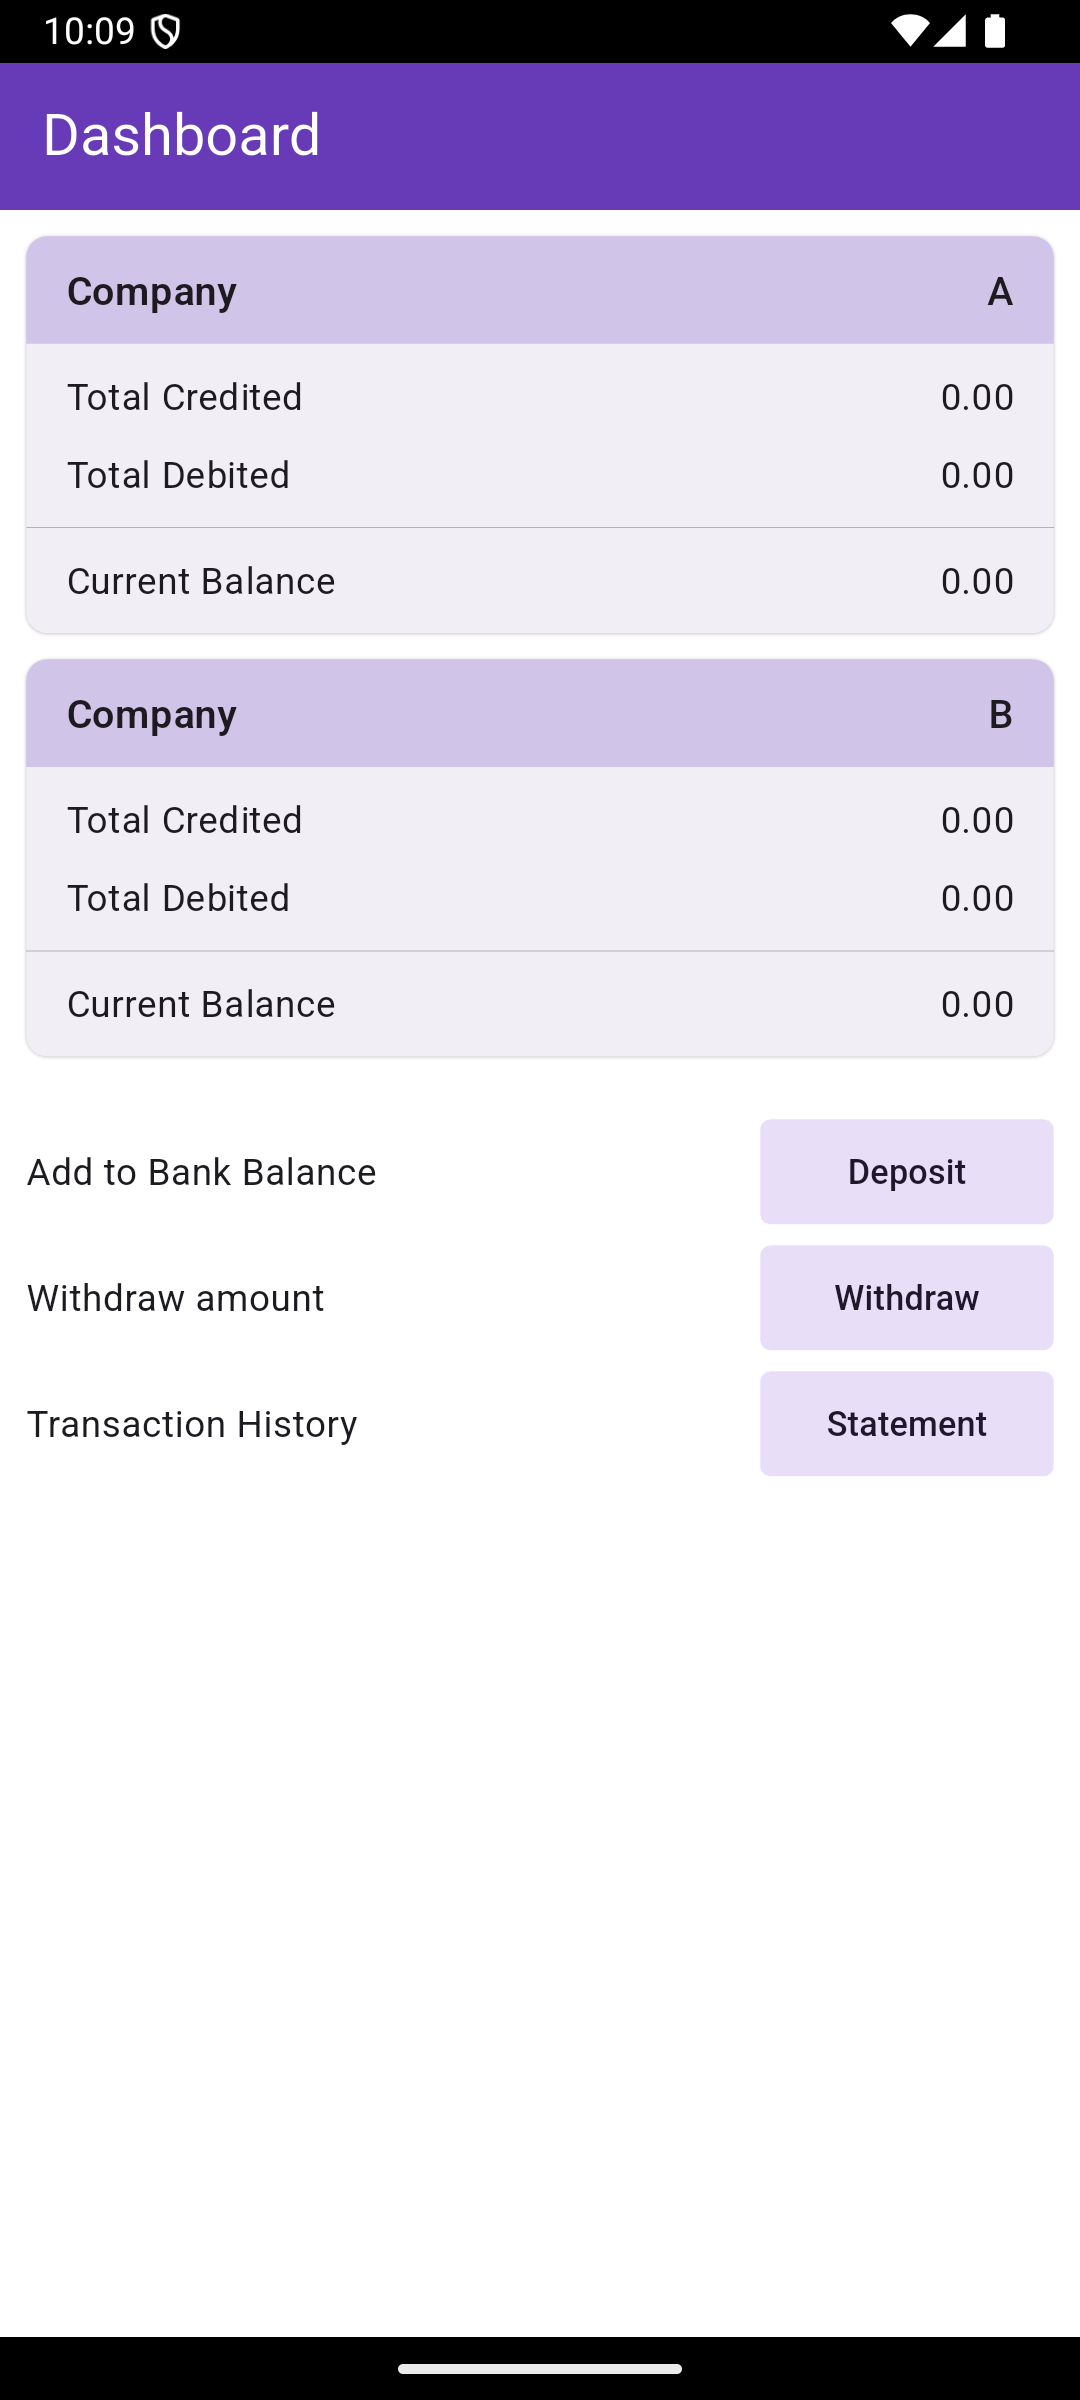 10:09
Dashboard
Company A
Total Credited 0.00
Total Debited 0.00
Current Balance 0.00
Company B
Total Credited 0.00
Total Debited 0.00
Current Balance 0.00
Add to Bank Balance Deposit
Withdraw amount Withdraw
Transaction History Statement